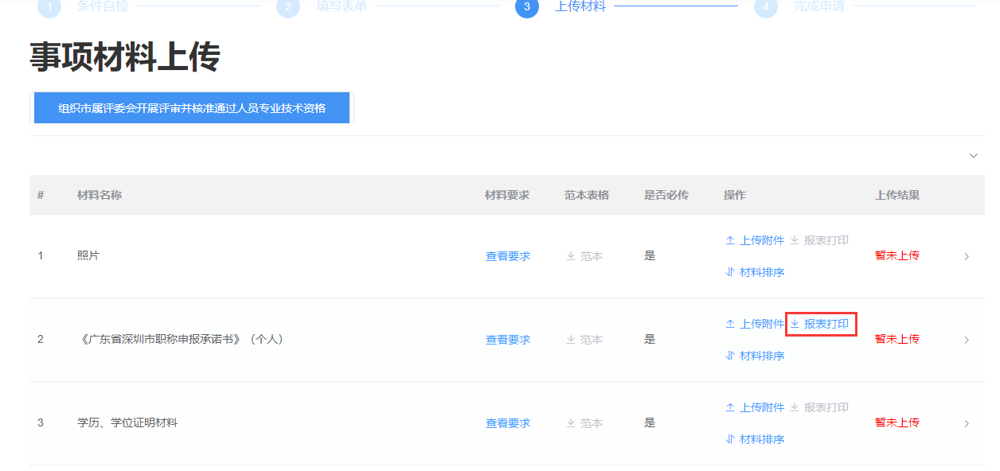 1 条件自检 2 填写表单 3 上传材料 4 完成申请
事项材料上传
组织市属评委会开展评审并核准通过人员专业技术资格
# 材料名称 材料要求 范本表格 是否必传 操作 上传结果
上传附件 报表打印
1 照片 查看要求 范本 是 暂未上传
材料排序
上传附件 报表打印
2 《广东省深圳市职称申报承诺书》（个人） 查看要求 范本 是 暂未上传
材料排序
上传附件 报表打印
3 学历、学位证明材料 查看要求 范本 是 暂未上传
材料排序